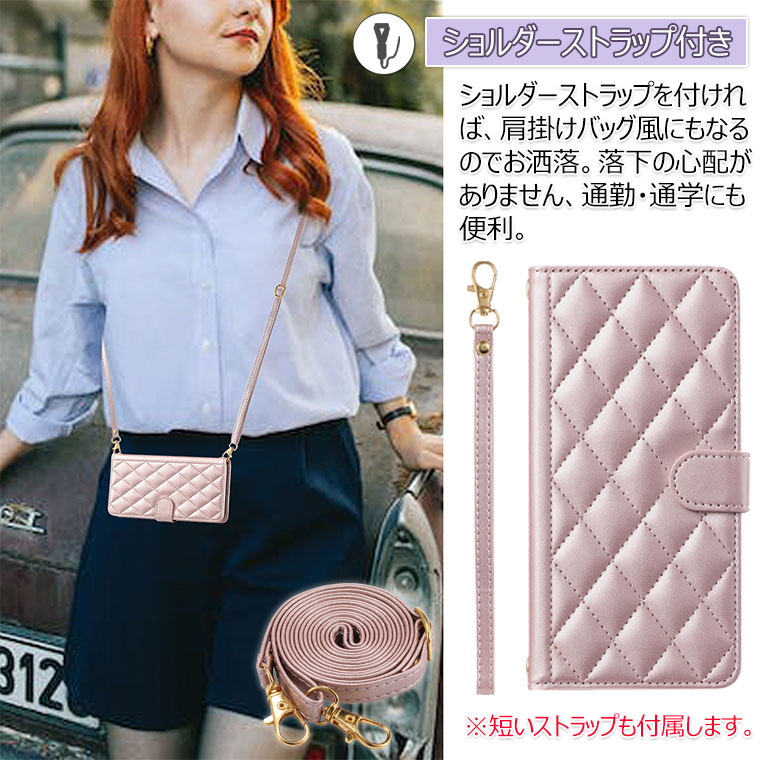 ショルダーストラップ付き
ショルダーストラップを付けれ
ば、肩掛けバッグ風にもなる
のでお洒落。落下の心配が
ありません、通勤・通学にも
便利。
312
※短いストラップも付属します。